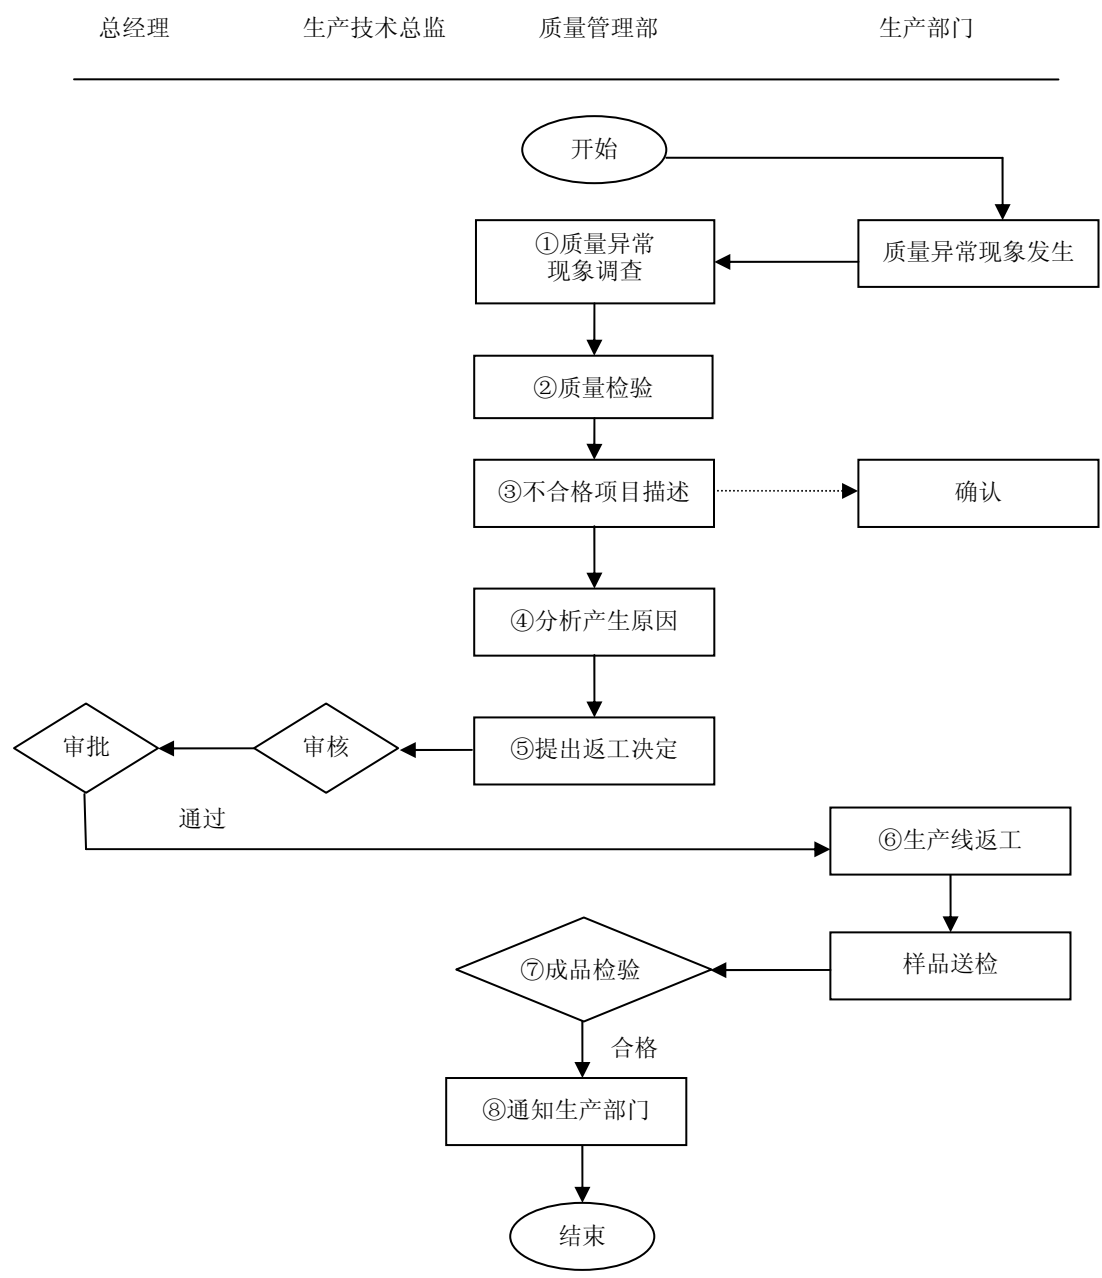 总经理
生产技术总监
质量管理部
生产部门
开始
①质量异常
现象调查
质量异常现象发生
②质量检验
③不合格项目描述
确认
④分析产生原因
审批
审核
⑤提出返工决定
通过
⑥生产线返工
⑦成品检验
样品送检
合格
⑧通知生产部门
结束